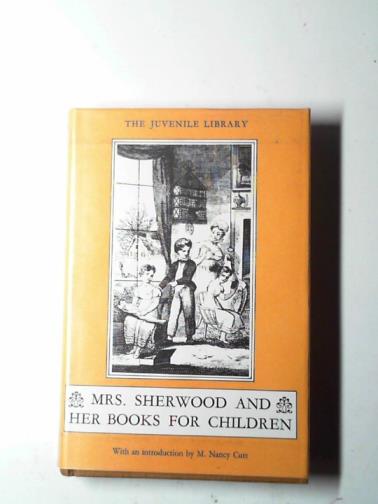 THE JUVENILE LIBRARY
MRS. SHERWOOD AND
HER BOOKS FOR CHILDREN
With an introduction by M. Nancy Cutt